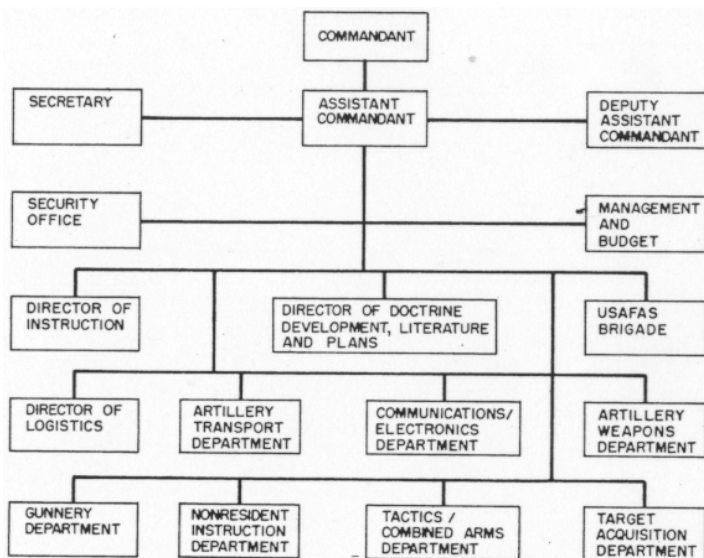 COMMANDANT
SECRETARY
ASSISTANT
COMMANDANT
DEPUTY
ASSISTANT
COMMANDANT
SECURITY
OFFICE
MANAGEMENT
AND
BUDGET
DIRECTOR OF
INSTRUCTION
DIRECTOR OF DOCTRINE
DEVELOPMENT, LITERATURE
AND PLANS
USAFAS
BRIGADE
DIRECTOR OF
LOGISTICS
ARTILLERY
TRANSPORT
DEPARTMENT
COMMUNICATIONS/
ELECTRONICS
DEPARTMENT
ARTILLERY
WEAPONS
DEPARTMENT
GUNNERY
DEPARTMENT
NONRESIDENT
INSTRUCTION
DEPARTMENT
TACTICS /
COMBINED ARMS
DEPARTMENT
TARGET
ACQUISITION
DEPARTMENT